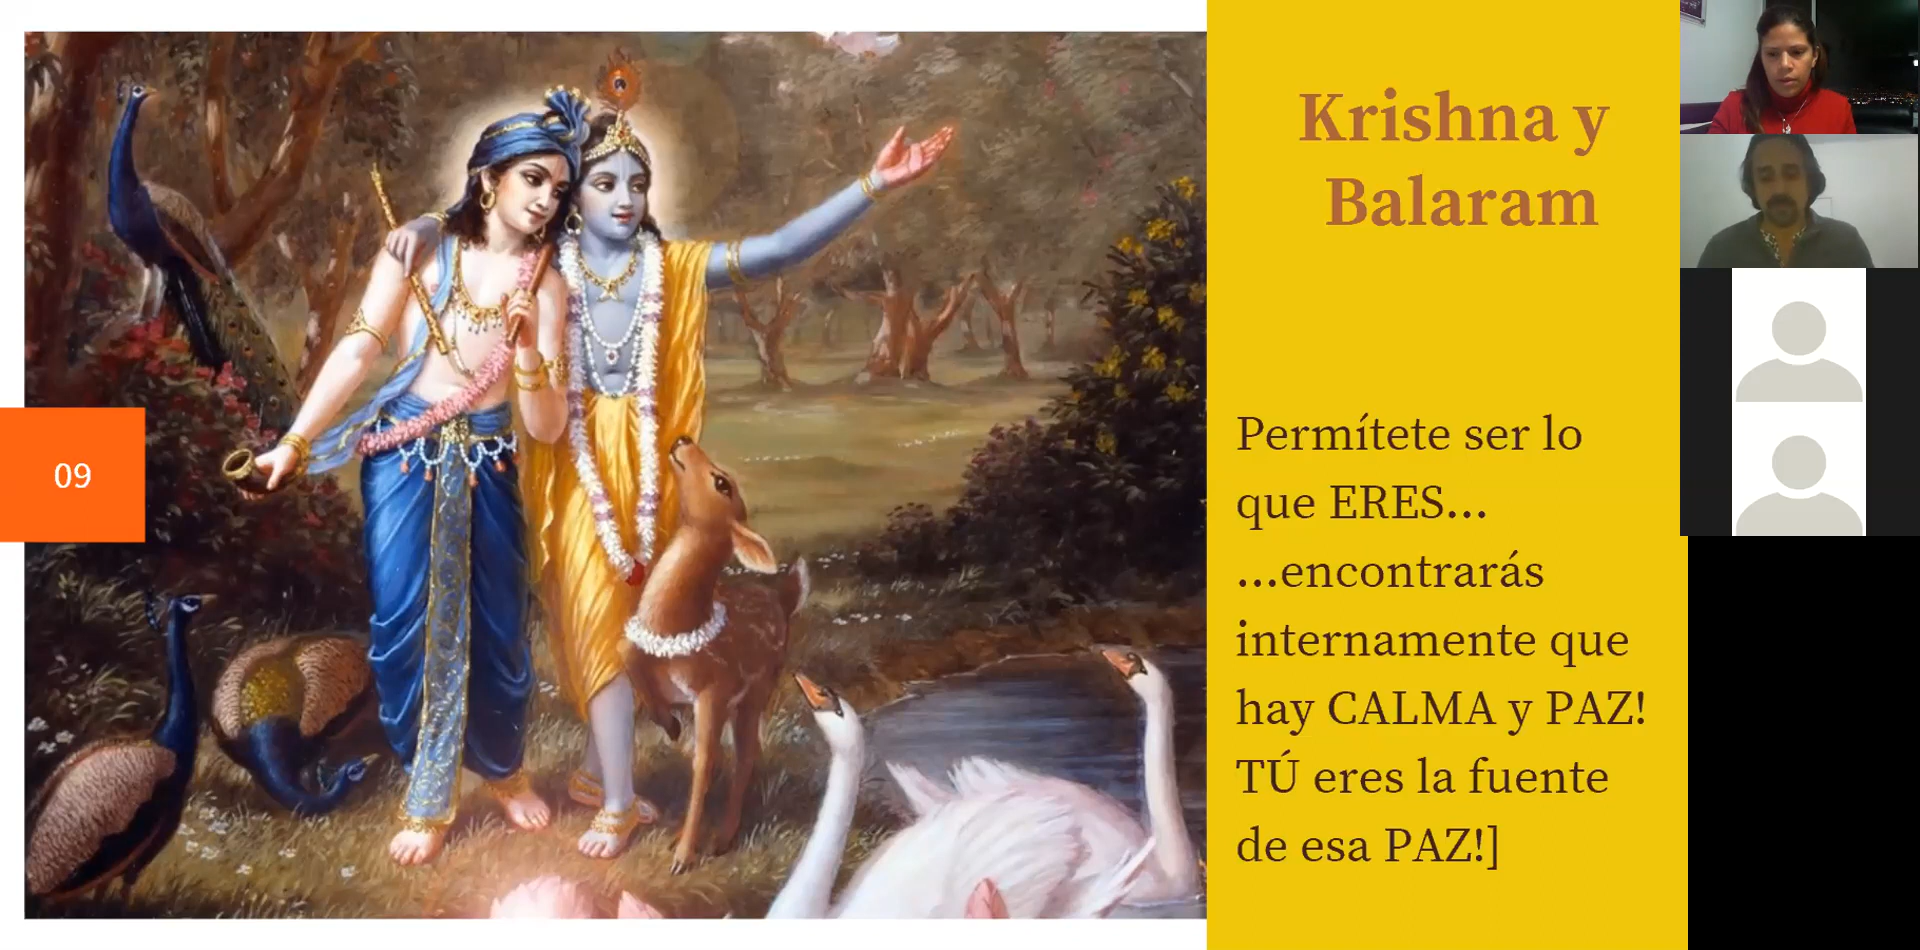 Krishna y
Balaram
09
Permítete ser lo
que ERES...
...encontrarás
internamente que
hay CALMA y PAZ!
TÚ eres la fuente
de esa PAZ!]